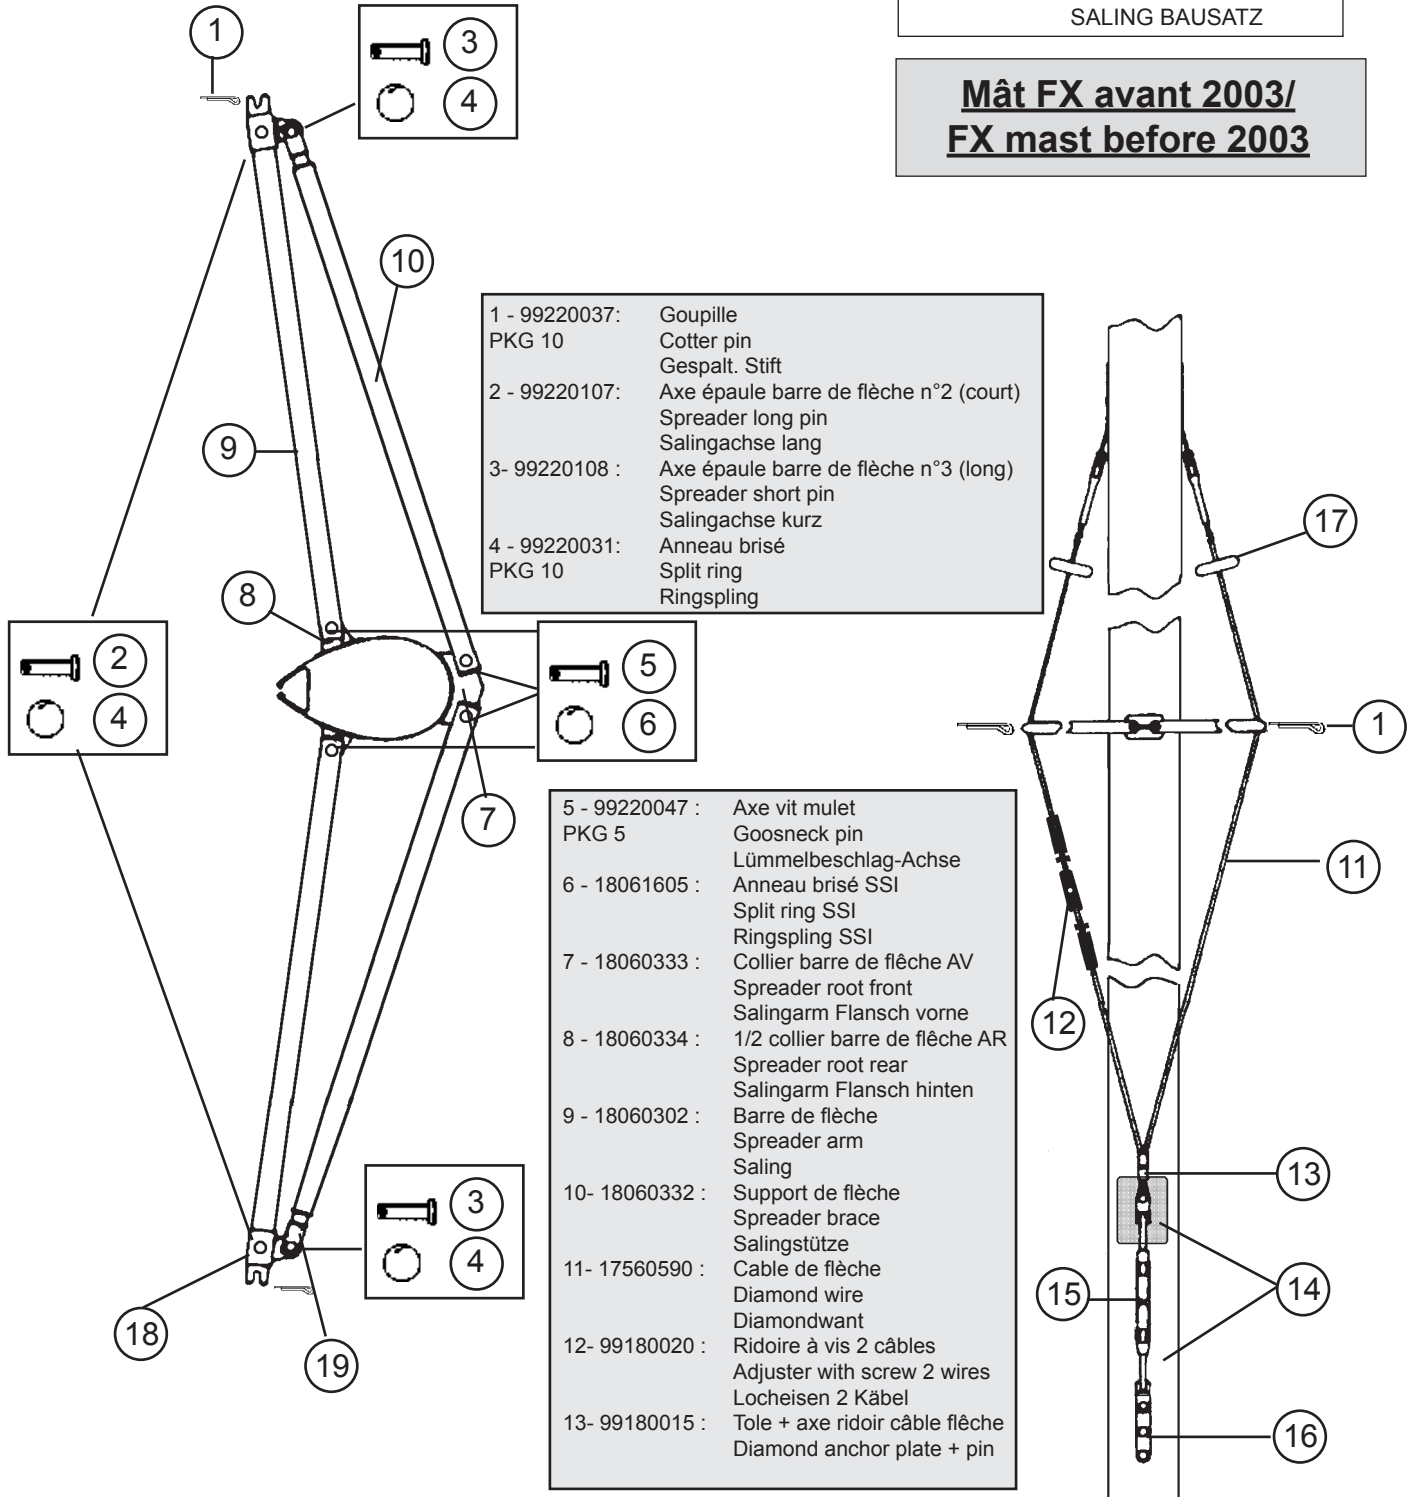 SALING BAUSATZ
Mât FX avant 2003/
FX mast before 2003
1
3
4
10
9
8
2
4
5
6
7
3
4
18
19
1 - 99220037: Goupille
PKG 10 Cotter pin
Gespalt. Stift
2 - 99220107: Axe épaule barre de flèche n°2 (court)
Spreader long pin
Salingachse lang
3- 99220108 : Axe épaule barre de flèche n°3 (long)
Spreader short pin
Salingachse kurz
4 - 99220031: Anneau brisé
PKG 10 Split ring
Ringspling
5 - 99220047 : Axe vit mulet
PKG 5 Goosneck pin
Lümmelbeschlag-Achse
6 - 18061605 : Anneau brisé SSI
Split ring SSI
Ringspling SSI
7 - 18060333 : Collier barre de flêche AV
Spreader root front
Salingarm Flansch vorne
8 - 18060334 : 1/2 collier barre de flêche AR
Spreader root rear
Salingarm Flansch hinten
9 - 18060302 : Barre de flèche
Spreader arm
Saling
10- 18060332 : Support de flèche
Spreader brace
Salingstütze
11- 17560590 : Cable de flèche
Diamond wire
Diamondwant
12- 99180020 : Ridoire à vis 2 câbles
Adjuster with screw 2 wires
Locheisen 2 Käbel
13- 99180015 : Tole + axe ridoir câble flêche
Diamond anchor plate + pin
17
1
11
12
13
14
15
16